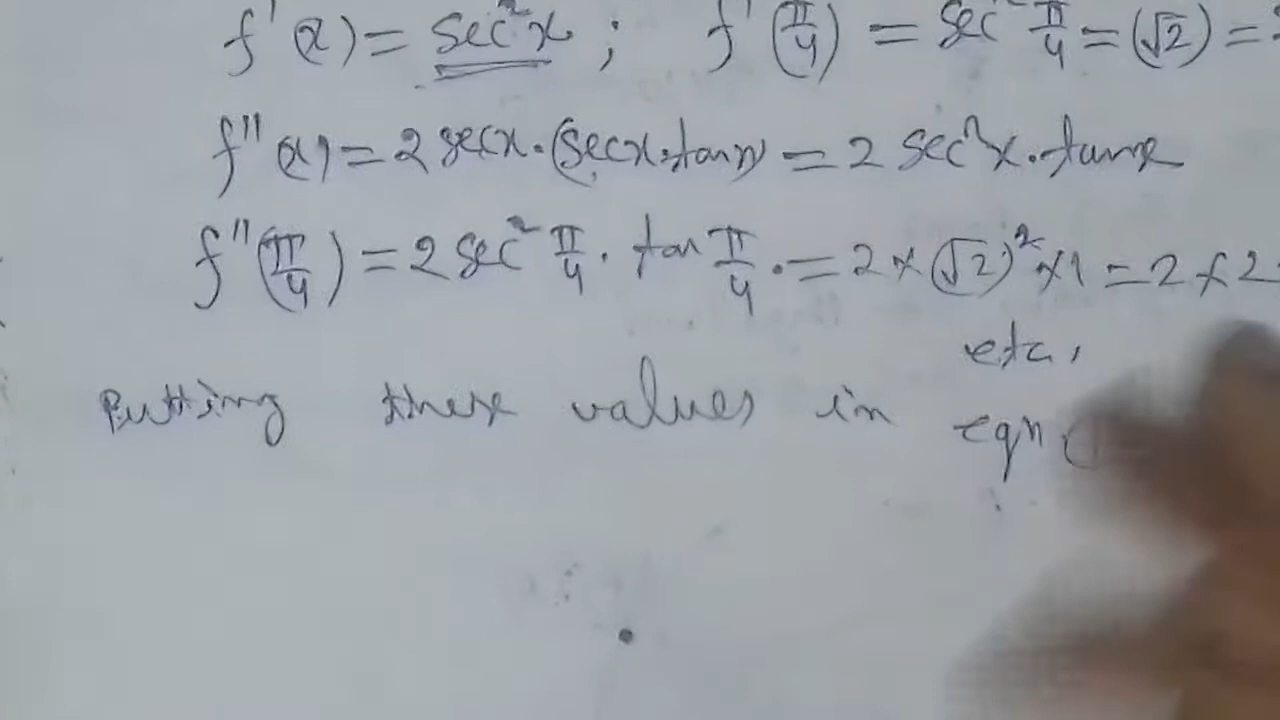 f'(x) = sec²x ; f'(π/4) = sec² π/4 = (√2) =
f''(x) = 2 secx · (secx·tanx) = 2 sec²x · tanx
f''(π/4) = 2 sec² π/4 · tan π/4 · = 2 × (√2)² × 1 = 2 × 2
etc,
Putting these values in eqn (